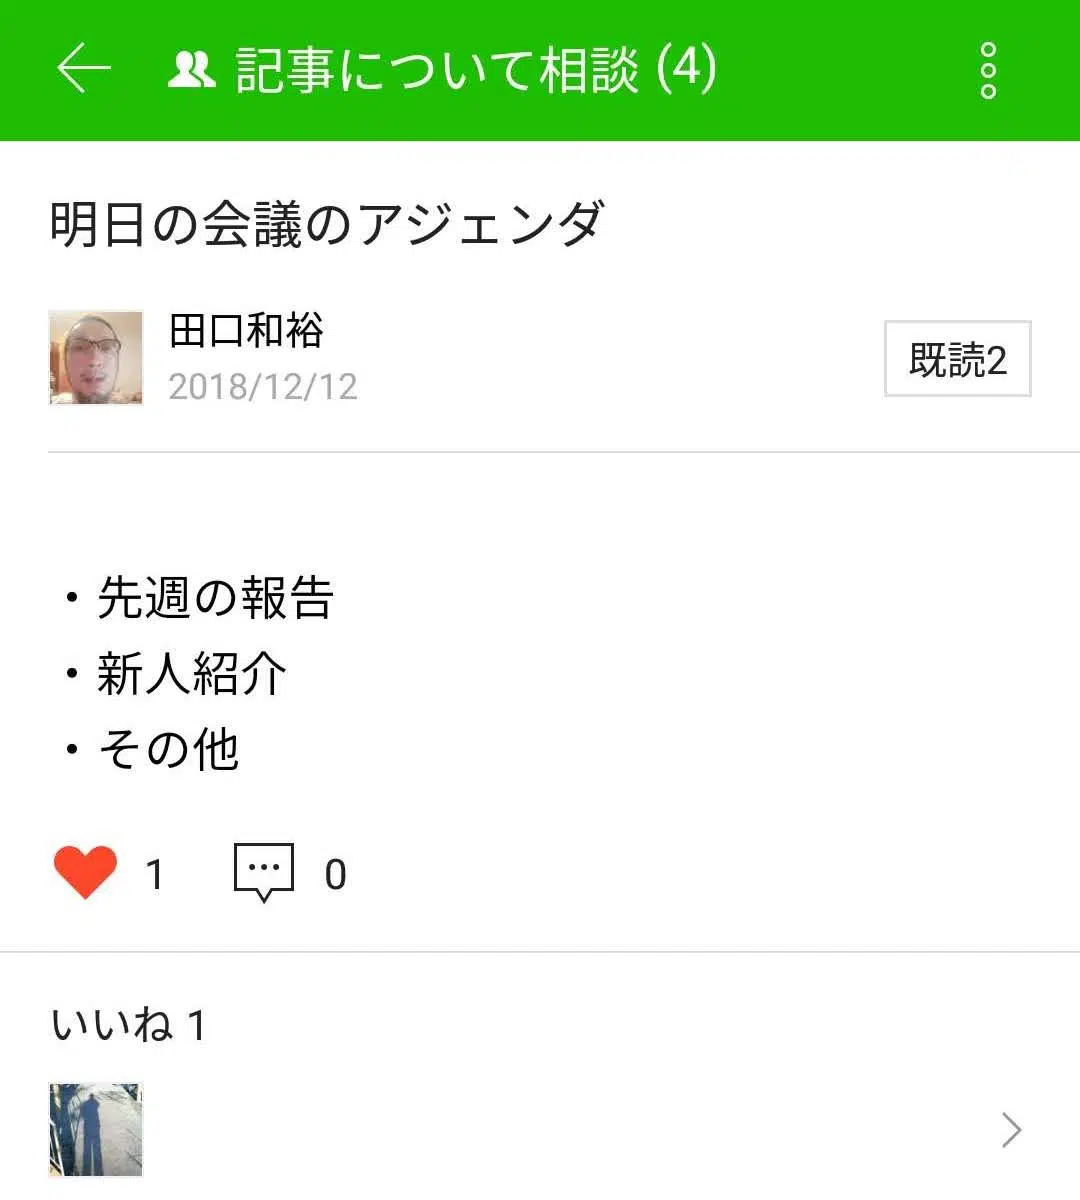 記事について相談 (4)
明日の会議のアジェンダ
田口和裕
2018/12/12
既読2
・先週の報告
・新人紹介
・その他
1
0
いいね 1